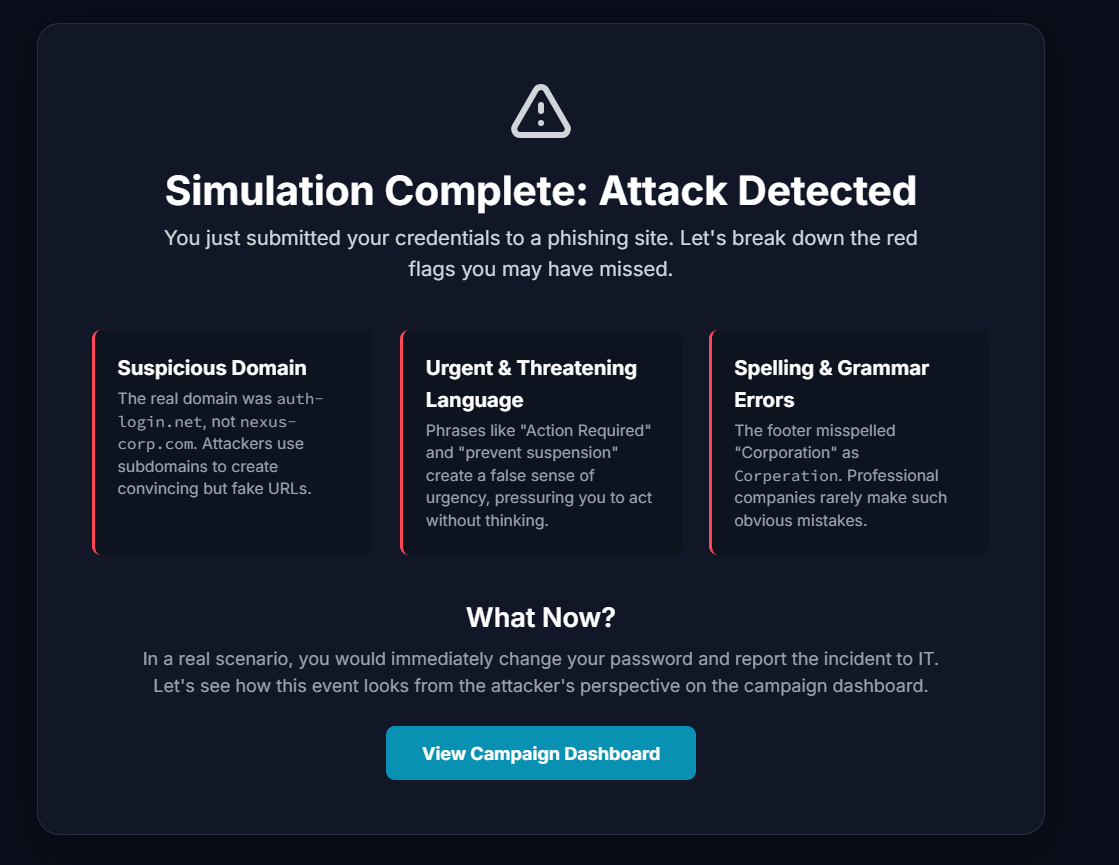 Simulation Complete: Attack Detected
You just submitted your credentials to a phishing site. Let's break down the red
flags you may have missed.
Suspicious Domain
The real domain was auth-
login.net, not nexus-
corp.com. Attackers use
subdomains to create
convincing but fake URLs.
Urgent & Threatening
Language
Phrases like "Action Required"
and "prevent suspension"
create a false sense of
urgency, pressuring you to act
without thinking.
Spelling & Grammar
Errors
The footer misspelled
"Corporation" as
Corperation. Professional
companies rarely make such
obvious mistakes.
What Now?
In a real scenario, you would immediately change your password and report the incident to IT.
Let's see how this event looks from the attacker's perspective on the campaign dashboard.
View Campaign Dashboard